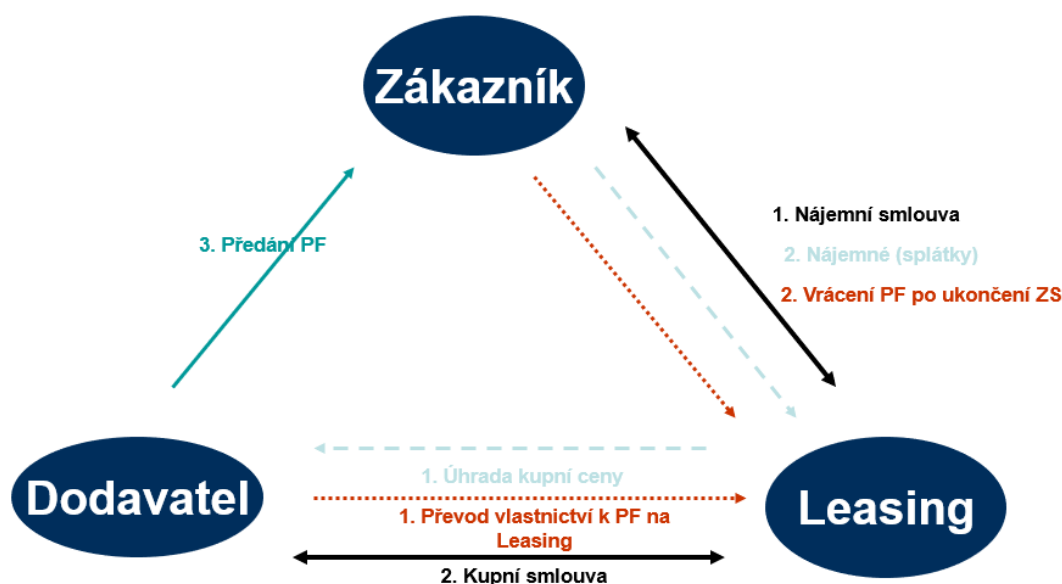 Zákazník
1. Nájemní smlouva
3. Předání PF
2. Nájemné (splátky)
2. Vrácení PF po ukončení ZS
Dodavatel
1. Úhrada kupní ceny
1. Převod vlastnictví k PF na
Leasing
2. Kupní smlouva
Leasing